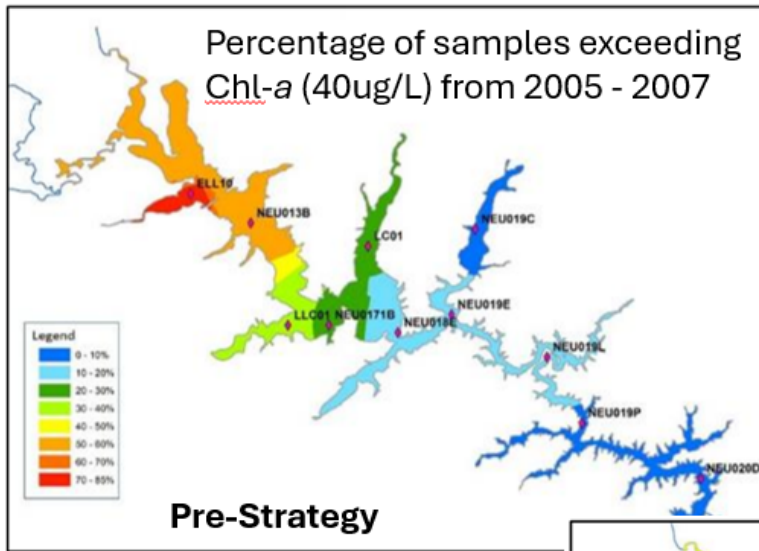 Percentage of samples exceeding
Chl-a (40ug/L) from 2005 - 2007
ELL10
NEU013B
LC01
NEU019C
LLC01
NEU0171B
NEU018E
NEU019E
NEU019L
NEU019P
NEU020D
Legend
0 - 10%
10 - 20%
20 - 30%
30 - 40%
40 - 50%
50 - 60%
60 - 70%
70 - 85%
Pre-Strategy